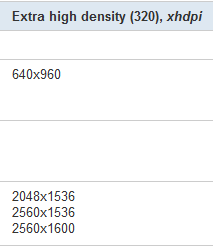 Extra high density (320), xhdpi
640x960
2048x1536
2560x1536
2560x1600